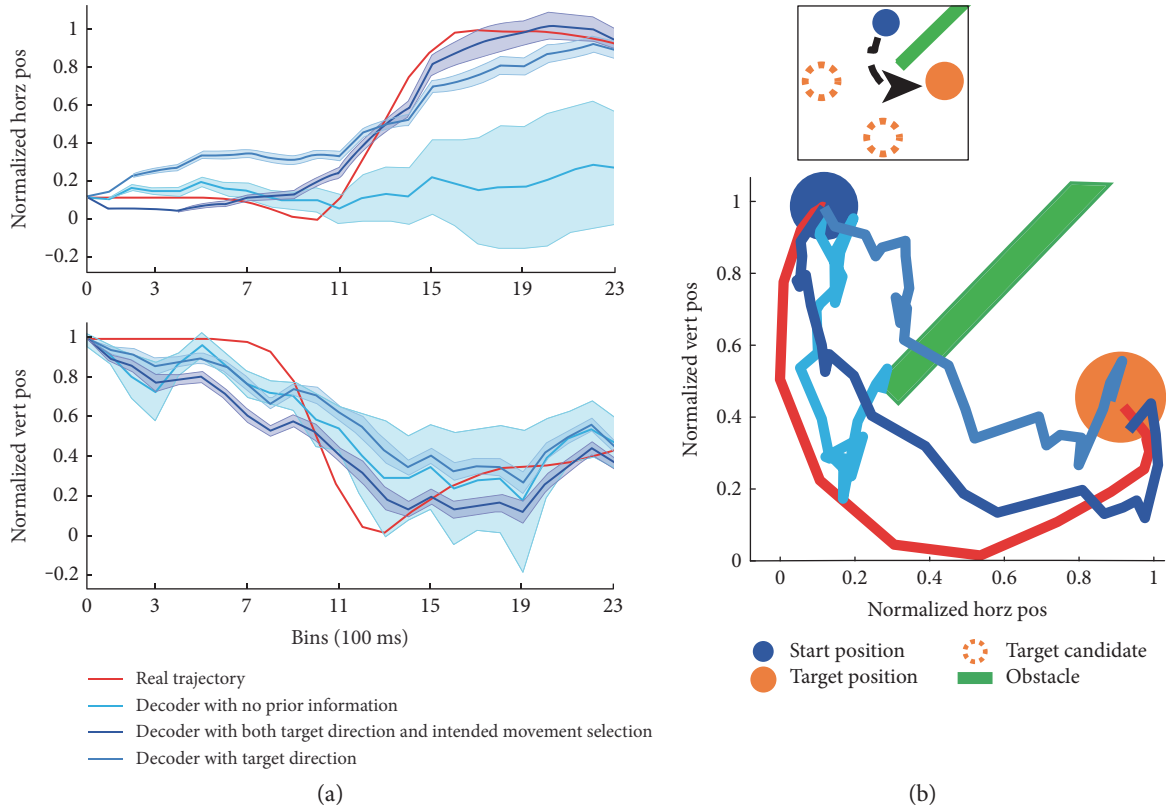 Normalized horz pos
1
0.8
0.6
0.4
0.2
0
−0.2
0 3 7 11 15 19 23
Normalized vert pos
1
0.8
0.6
0.4
0.2
0
−0.2
0 3 7 11 15 19 23
Bins (100 ms)
Real trajectory
Decoder with no prior information
Decoder with both target direction and intended movement selection
Decoder with target direction
(a)
Normalized vert pos
1
0.8
0.6
0.4
0.2
0
0 0.2 0.4 0.6 0.8 1
Normalized horz pos
Start position
Target candidate
Target position
Obstacle
(b)